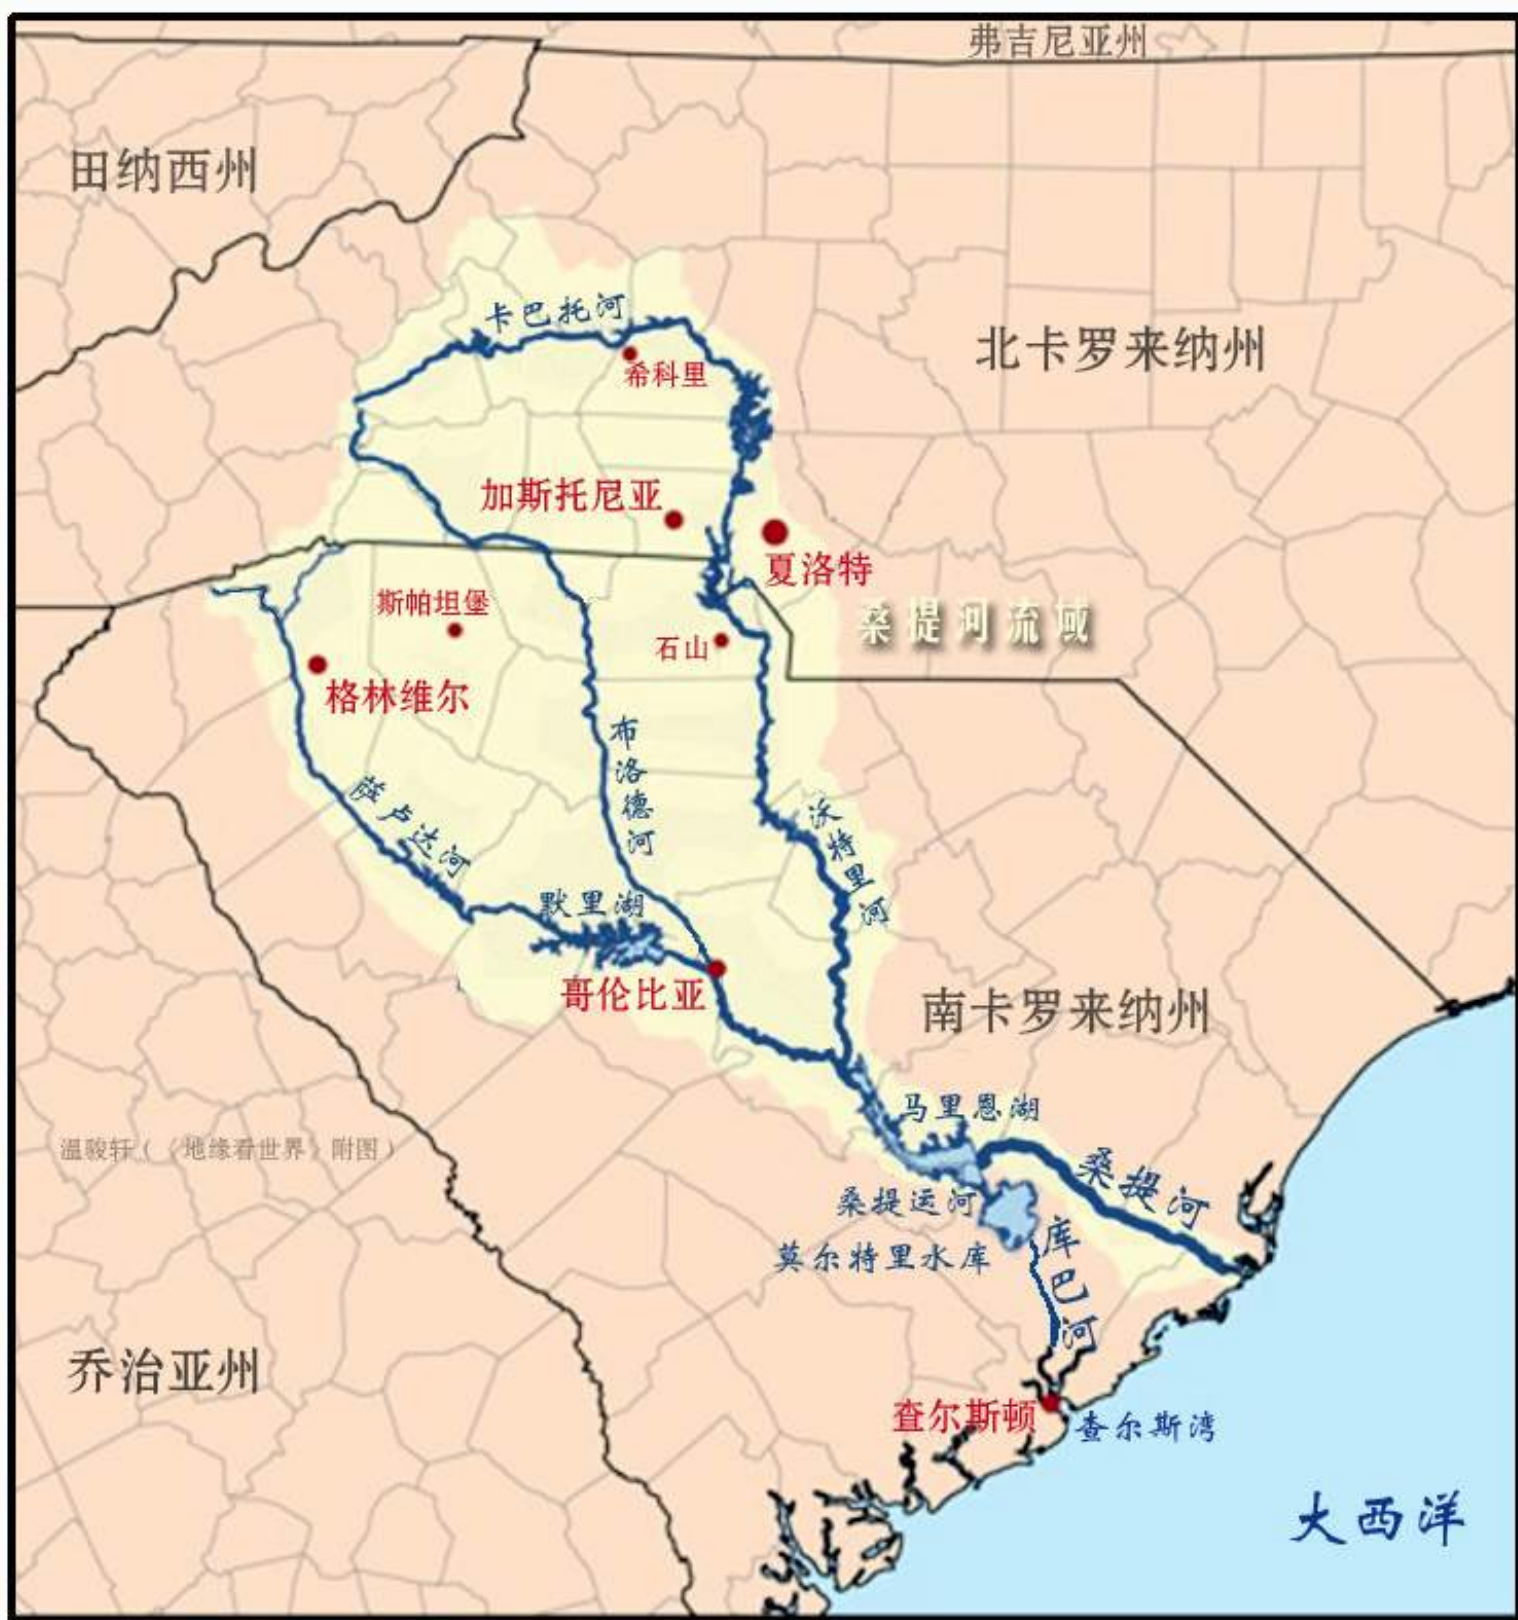 弗吉尼亚州
田纳西州
卡巴托河
北卡罗来纳州
希科里
加斯托尼亚
夏洛特
斯帕坦堡
桑提河流域
石山
格林维尔
布洛德河
萨卢达河
沃特里河
默里湖
哥伦比亚
南卡罗来纳州
马里恩湖
温骏轩（《地缘看世界》附图）
桑提河
桑提运河
库巴河
莫尔特里水库
乔治亚州
查尔斯顿
查尔斯湾
大西洋